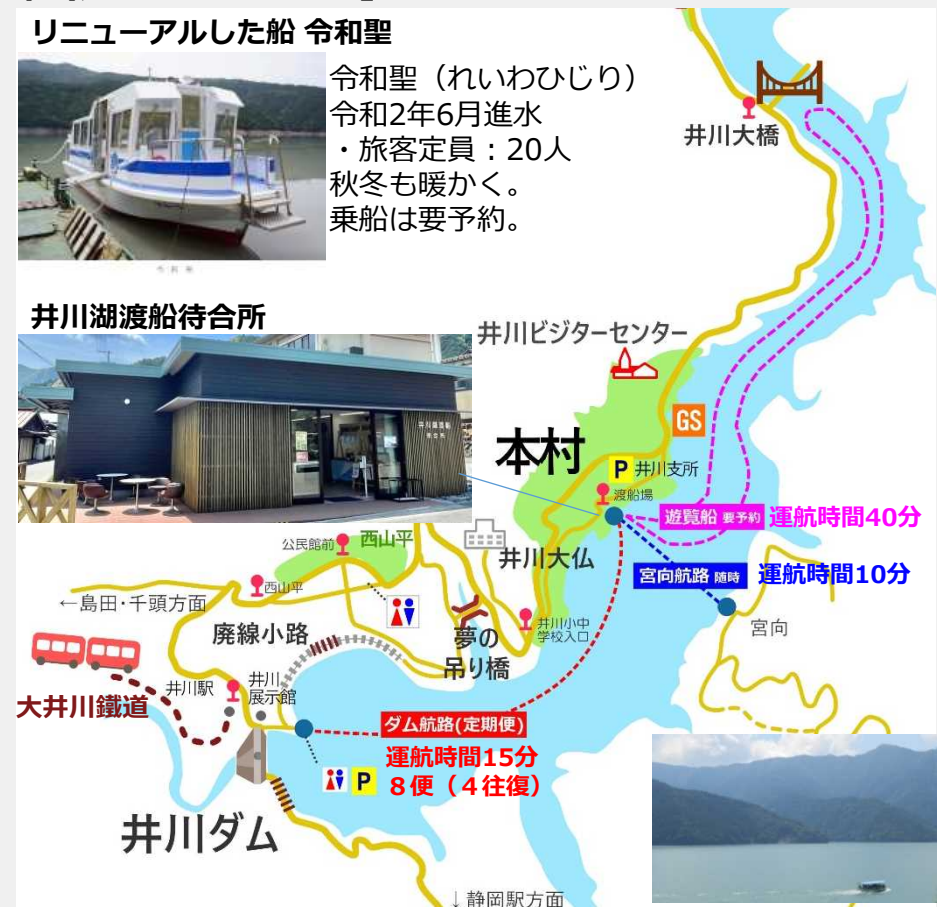 リニューアルした船 令和聖
令和聖（れいわひじり）
令和2年6月進水
・旅客定員：20人
秋冬も暖かく。
乗船は要予約。
井川大橋
井川湖渡船待合所
井川ビジターセンター
GS
本村
P 井川支所
渡船場
遊覧船 要予約 運航時間40分
公民館前
西山平
井川大仏
宮向航路 随時 運航時間10分
西山平
←島田・千頭方面
宮向
井川小中
学校入口
廃線小路
夢の
吊り橋
井川駅
井川
展示館
大井川鐵道
ダム航路(定期便)
運航時間15分
8便（4往復）
P
井川ダム
↓静岡駅方面